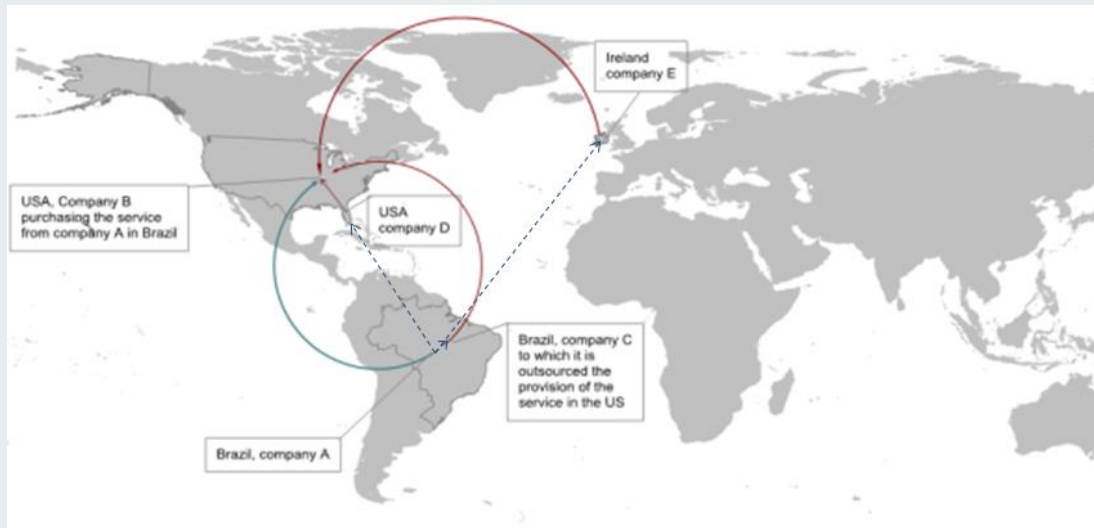 Ireland
company E
USA, Company B
purchasing the service
from company A in Brazil
USA
company D
Brazil, company C
to which it is
outsourced the
provision of the
service in the US
Brazil, company A